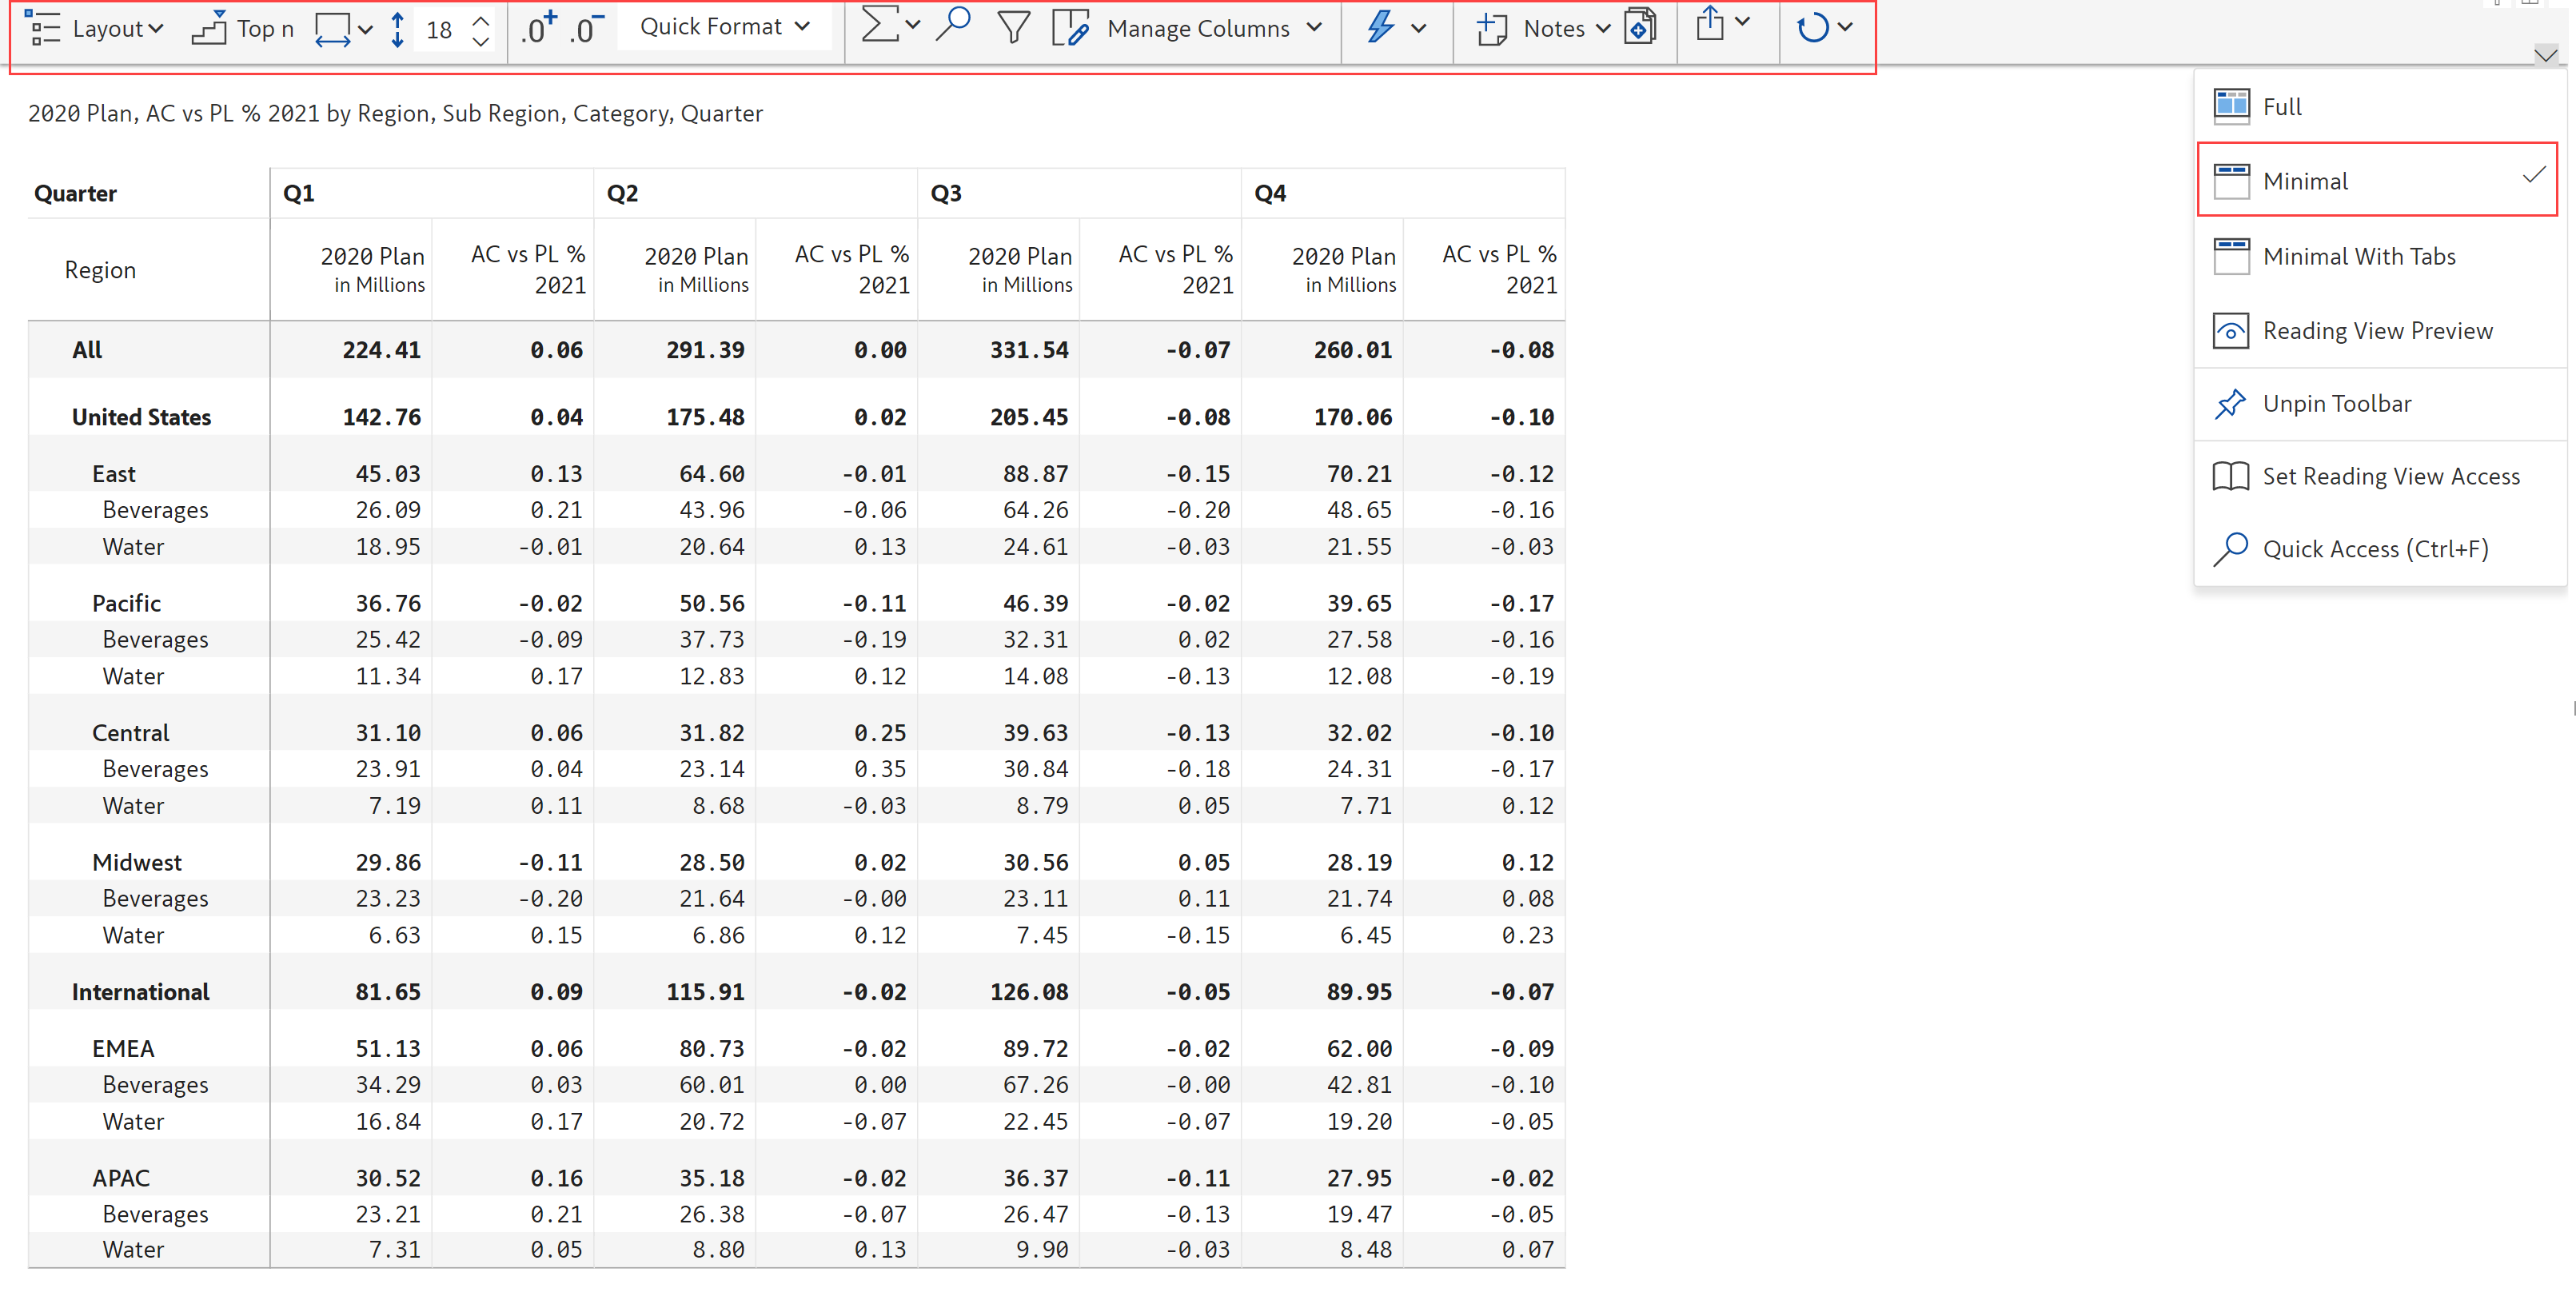 Layout Top n 18 .0+ .0- Quick Format Manage Columns Notes
2020 Plan, AC vs PL % 2021 by Region, Sub Region, Category, Quarter
Quarter Q1 Q2 Q3 Q4
Region 2020 Plan in Millions AC vs PL % 2021 2020 Plan in Millions AC vs PL % 2021 2020 Plan in Millions AC vs PL % 2021 2020 Plan in Millions AC vs PL % 2021
All 224.41 0.06 291.39 0.00 331.54 -0.07 260.01 -0.08
United States 142.76 0.04 175.48 0.02 205.45 -0.08 170.06 -0.10
East 45.03 0.13 64.60 -0.01 88.87 -0.15 70.21 -0.12
Beverages 26.09 0.21 43.96 -0.06 64.26 -0.20 48.65 -0.16
Water 18.95 -0.01 20.64 0.13 24.61 -0.03 21.55 -0.03
Pacific 36.76 -0.02 50.56 -0.11 46.39 -0.02 39.65 -0.17
Beverages 25.42 -0.09 37.73 -0.19 32.31 0.02 27.58 -0.16
Water 11.34 0.17 12.83 0.12 14.08 -0.13 12.08 -0.19
Central 31.10 0.06 31.82 0.25 39.63 -0.13 32.02 -0.10
Beverages 23.91 0.04 23.14 0.35 30.84 -0.18 24.31 -0.17
Water 7.19 0.11 8.68 -0.03 8.79 0.05 7.71 0.12
Midwest 29.86 -0.11 28.50 0.02 30.56 0.05 28.19 0.12
Beverages 23.23 -0.20 21.64 -0.00 23.11 0.11 21.74 0.08
Water 6.63 0.15 6.86 0.12 7.45 -0.15 6.45 0.23
International 81.65 0.09 115.91 -0.02 126.08 -0.05 89.95 -0.07
EMEA 51.13 0.06 80.73 -0.02 89.72 -0.02 62.00 -0.09
Beverages 34.29 0.03 60.01 0.00 67.26 -0.00 42.81 -0.10
Water 16.84 0.17 20.72 -0.07 22.45 -0.07 19.20 -0.05
APAC 30.52 0.16 35.18 -0.02 36.37 -0.11 27.95 -0.02
Beverages 23.21 0.21 26.38 -0.07 26.47 -0.13 19.47 -0.05
Water 7.31 0.05 8.80 0.13 9.90 -0.03 8.48 0.07
Full
Minimal
Minimal With Tabs
Reading View Preview
Unpin Toolbar
Set Reading View Access
Quick Access (Ctrl+F)